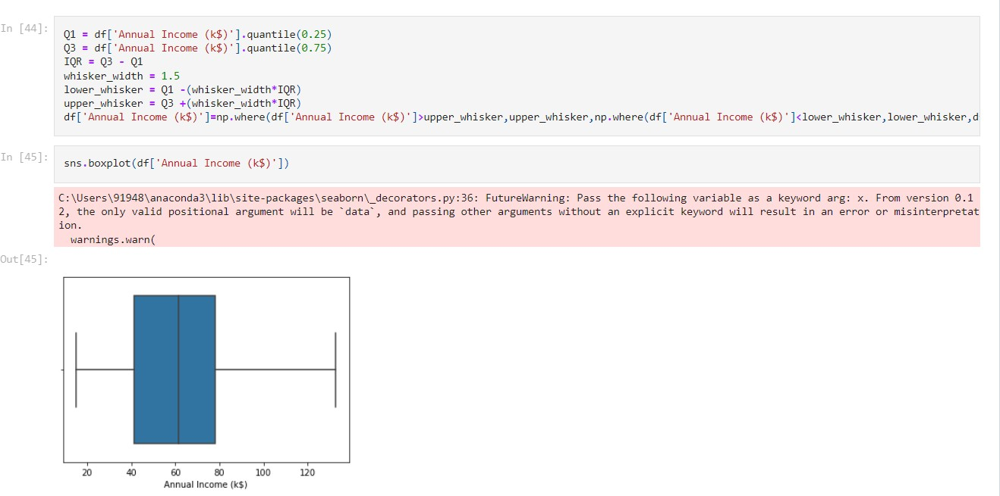 In [44]:
Q1 = df['Annual Income (k$)'].quantile(0.25)
Q3 = df['Annual Income (k$)'].quantile(0.75)
IQR = Q3 - Q1
whisker_width = 1.5
lower_whisker = Q1 -(whisker_width*IQR)
upper_whisker = Q3 +(whisker_width*IQR)
df['Annual Income (k$)']=np.where(df['Annual Income (k$)']>upper_whisker,upper_whisker,np.where(df['Annual Income (k$)']<lower_whisker,lower_whisker,d
In [45]:
sns.boxplot(df['Annual Income (k$)'])
C:\Users\91948\anaconda3\lib\site-packages\seaborn\_decorators.py:36: FutureWarning: Pass the following variable as a keyword arg: x. From version 0.1
2, the only valid positional argument will be `data`, and passing other arguments without an explicit keyword will result in an error or misinterpretat
ion.
warnings.warn(
Out[45]:
20 40 60 80 100 120
Annual Income (k$)